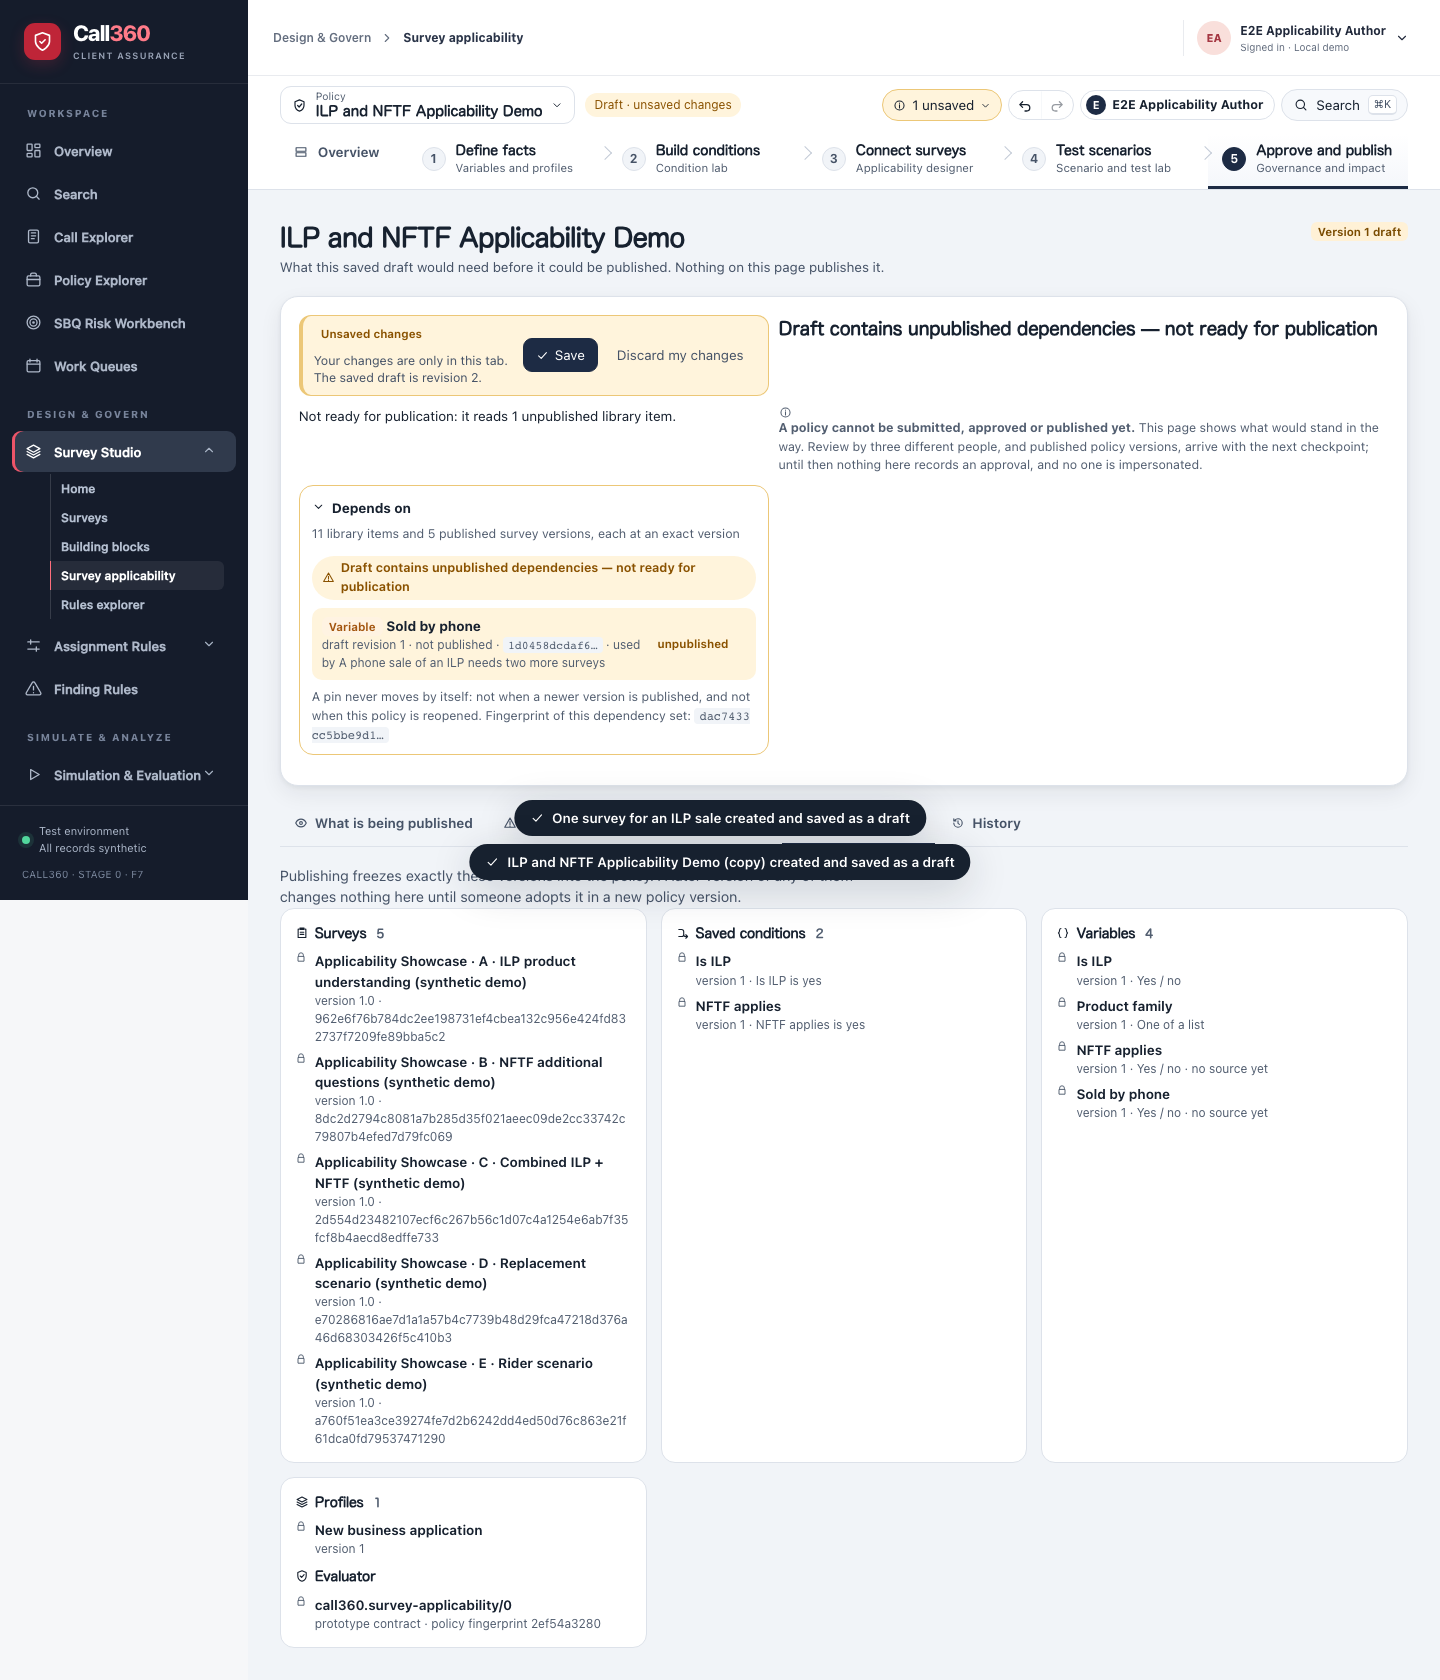 Call360
CLIENT ASSURANCE
WORKSPACE
Overview
Search
Call Explorer
Policy Explorer
SBQ Risk Workbench
Work Queues
DESIGN & GOVERN
Survey Studio
Home
Surveys
Building blocks
Survey applicability
Rules explorer
Assignment Rules
Finding Rules
SIMULATE & ANALYZE
Simulation & Evaluation
Test environment
All records synthetic
CALL360 · STAGE 0 · F7
Design & Govern
Survey applicability
EA
E2E Applicability Author
Signed in · Local demo
Policy
ILP and NFTF Applicability Demo
Draft · unsaved changes
1 unsaved
E
E2E Applicability Author
Search
⌘K
Overview
1
Define facts
Variables and profiles
2
Build conditions
Condition lab
3
Connect surveys
Applicability designer
4
Test scenarios
Scenario and test lab
5
Approve and publish
Governance and impact
ILP and NFTF Applicability Demo
Version 1 draft
What this saved draft would need before it could be published. Nothing on this page publishes it.
Unsaved changes
Your changes are only in this tab.
The saved draft is revision 2.
Save
Discard my changes
Draft contains unpublished dependencies — not ready for publication
Not ready for publication: it reads 1 unpublished library item.
A policy cannot be submitted, approved or published yet. This page shows what would stand in the
way. Review by three different people, and published policy versions, arrive with the next checkpoint;
until then nothing here records an approval, and no one is impersonated.
Depends on
11 library items and 5 published survey versions, each at an exact version
Draft contains unpublished dependencies — not ready for
publication
Variable
Sold by phone
draft revision 1 · not published · 1d0458dcdaf6… · used
by A phone sale of an ILP needs two more surveys
unpublished
A pin never moves by itself: not when a newer version is published, and not
when this policy is reopened. Fingerprint of this dependency set: dac7433
cc5bbe9d1…
What is being published
History
One survey for an ILP sale created and saved as a draft
ILP and NFTF Applicability Demo (copy) created and saved as a draft
Publishing freezes exactly these
changes nothing here until someone adopts it in a new policy version.
Surveys 5
Applicability Showcase · A · ILP product
understanding (synthetic demo)
version 1.0 ·
962e6f76b784dc2ee198731ef4cbea132c956e424fd83
2737f7209fe89bba5c2
Applicability Showcase · B · NFTF additional
questions (synthetic demo)
version 1.0 ·
8dc2d2794c8081a7b285d35f021aeec09de2cc33742c
79807b4efed7d79fc069
Applicability Showcase · C · Combined ILP +
NFTF (synthetic demo)
version 1.0 ·
2d554d23482107ecf6c267b56c1d07c4a1254e6ab7f35
fcf8b4aecd8edffe733
Applicability Showcase · D · Replacement
scenario (synthetic demo)
version 1.0 ·
e70286816ae7d1a1a57b4c7739b48d29fca47218d376a
46d68303426f5c410b3
Applicability Showcase · E · Rider scenario
(synthetic demo)
version 1.0 ·
a760f51ea3ce39274fe7d2b6242dd4ed50d76c863e21f
61dca0fd79537471290
Saved conditions 2
Is ILP
version 1 · Is ILP is yes
NFTF applies
version 1 · NFTF applies is yes
Variables 4
Is ILP
version 1 · Yes / no
Product family
version 1 · One of a list
NFTF applies
version 1 · Yes / no · no source yet
Sold by phone
version 1 · Yes / no · no source yet
Profiles 1
New business application
version 1
Evaluator
call360.survey-applicability/0
prototype contract · policy fingerprint 2ef54a3280